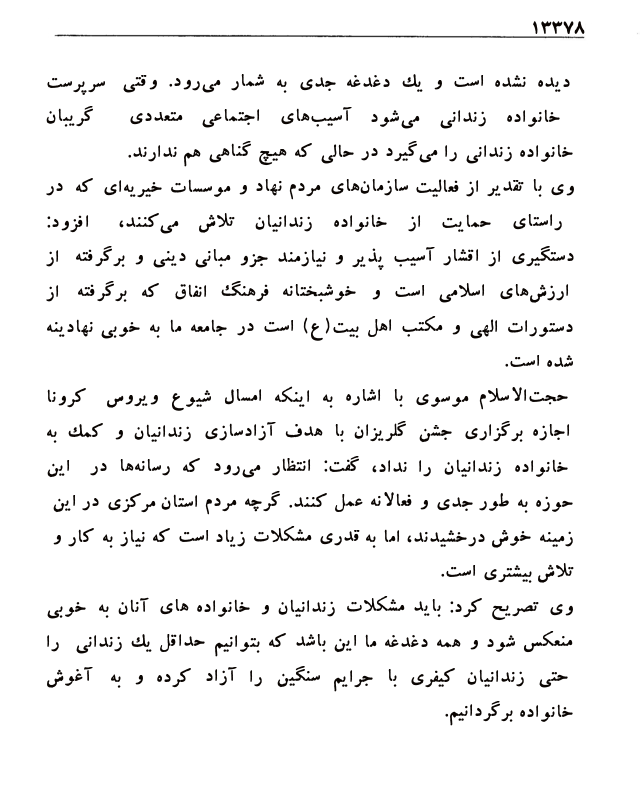 ۱۳۳۷۸
دیده نشده است و یك دغدغه جدی به شمار می‌رود. وقتی سرپرست
خانواده زندانی می‌شود آسیب‌های اجتماعی متعددی گریبان
خانواده زندانی را می‌گیرد در حالی که هیچ گناهی هم ندارند.
وی با تقدیر از فعالیت سازمان‌های مردم نهاد و موسسات خیریه‌ای که در
راستای حمایت از خانواده زندانیان تلاش می‌کنند، افزود:
دستگیری از اقشار آسیب پذیر و نیازمند جزو مبانی دینی و برگرفته از
ارزش‌های اسلامی است و خوشبختانه فرهنگ انفاق که برگرفته از
دستورات الهی و مکتب اهل بیت(ع) است در جامعه ما به خوبی نهادینه
شده است.
حجت‌الاسلام موسوی با اشاره به اینکه امسال شیوع ویروس کرونا
اجازه برگزاری جشن گلریزان با هدف آزادسازی زندانیان و کمك به
خانواده زندانیان را نداد، گفت: انتظار می‌رود که رسانه‌ها در این
حوزه به طور جدی و فعالانه عمل کنند. گرچه مردم استان مرکزی در این
زمینه خوش درخشیدند، اما به قدری مشکلات زیاد است که نیاز به کار و
تلاش بیشتری است.
وی تصریح کرد: باید مشکلات زندانیان و خانواده های آنان به خوبی
منعکس شود و همه دغدغه ما این باشد که بتوانیم حداقل یك زندانی را
حتی زندانیان کیفری با جرایم سنگین را آزاد کرده و به آغوش
خانواده برگردانیم.